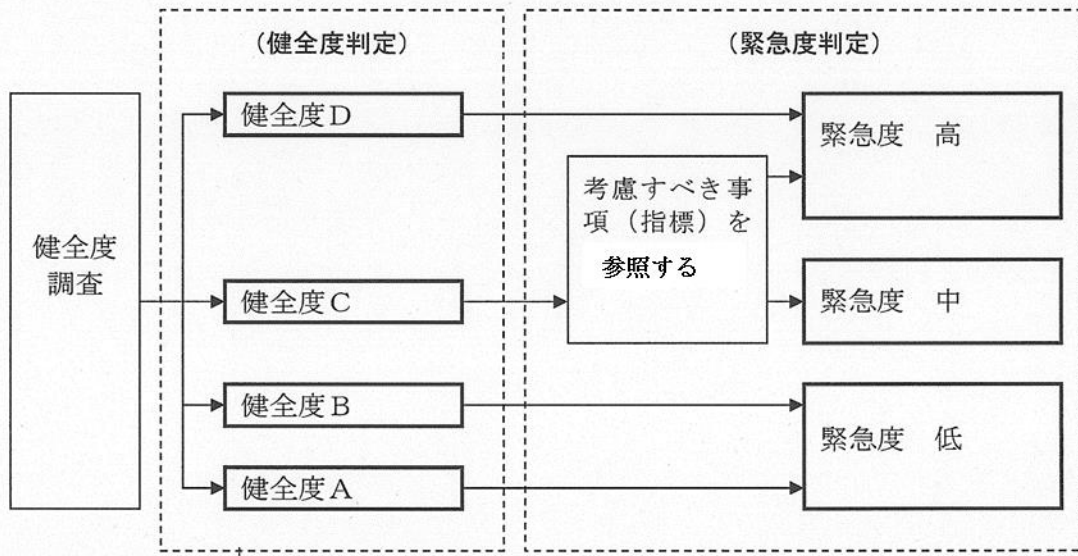 (健全度判定)
(緊急度判定)
健全度
調査
健全度D
健全度C
健全度B
健全度A
考慮すべき事
項(指標)を
参照する
緊急度 高
緊急度 中
緊急度 低